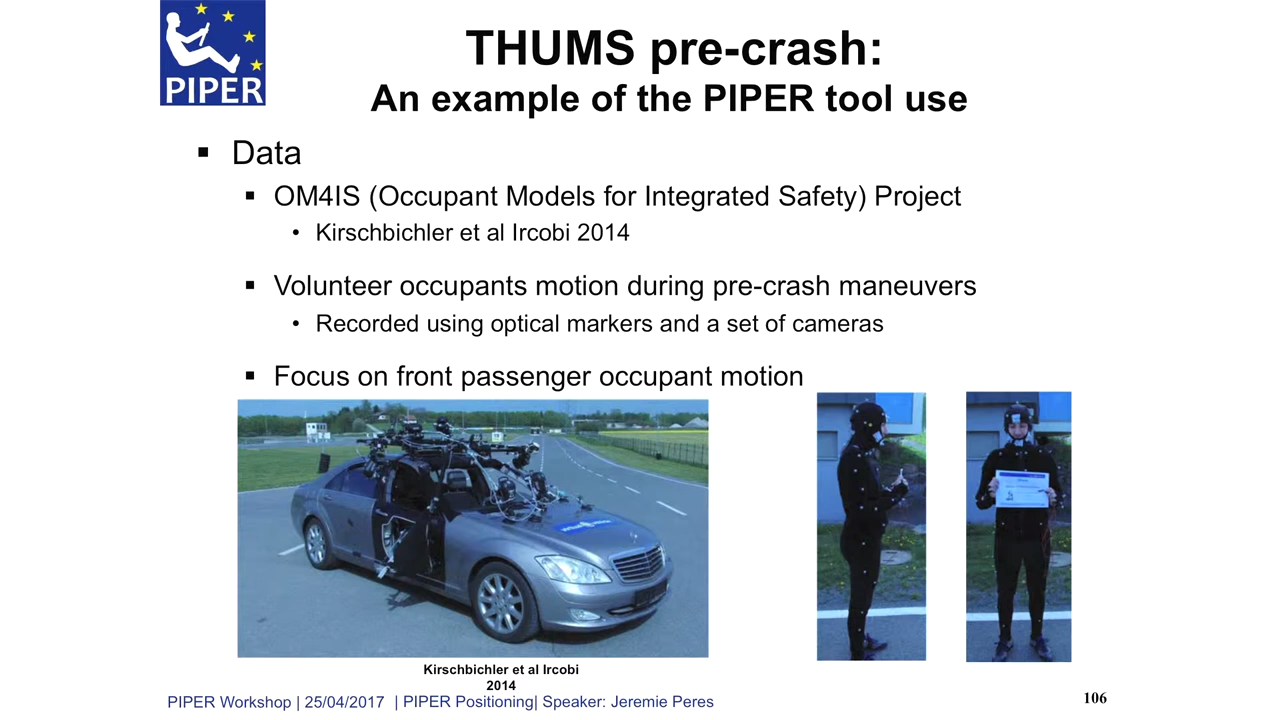 PIPER
THUMS pre-crash:
An example of the PIPER tool use
Data
OM4IS (Occupant Models for Integrated Safety) Project
Kirschbichler et al Ircobi 2014
Volunteer occupants motion during pre-crash maneuvers
Recorded using optical markers and a set of cameras
Focus on front passenger occupant motion
Kirschbichler et al Ircobi
2014
PIPER Workshop | 25/04/2017 | PIPER Positioning| Speaker: Jeremie Peres
106